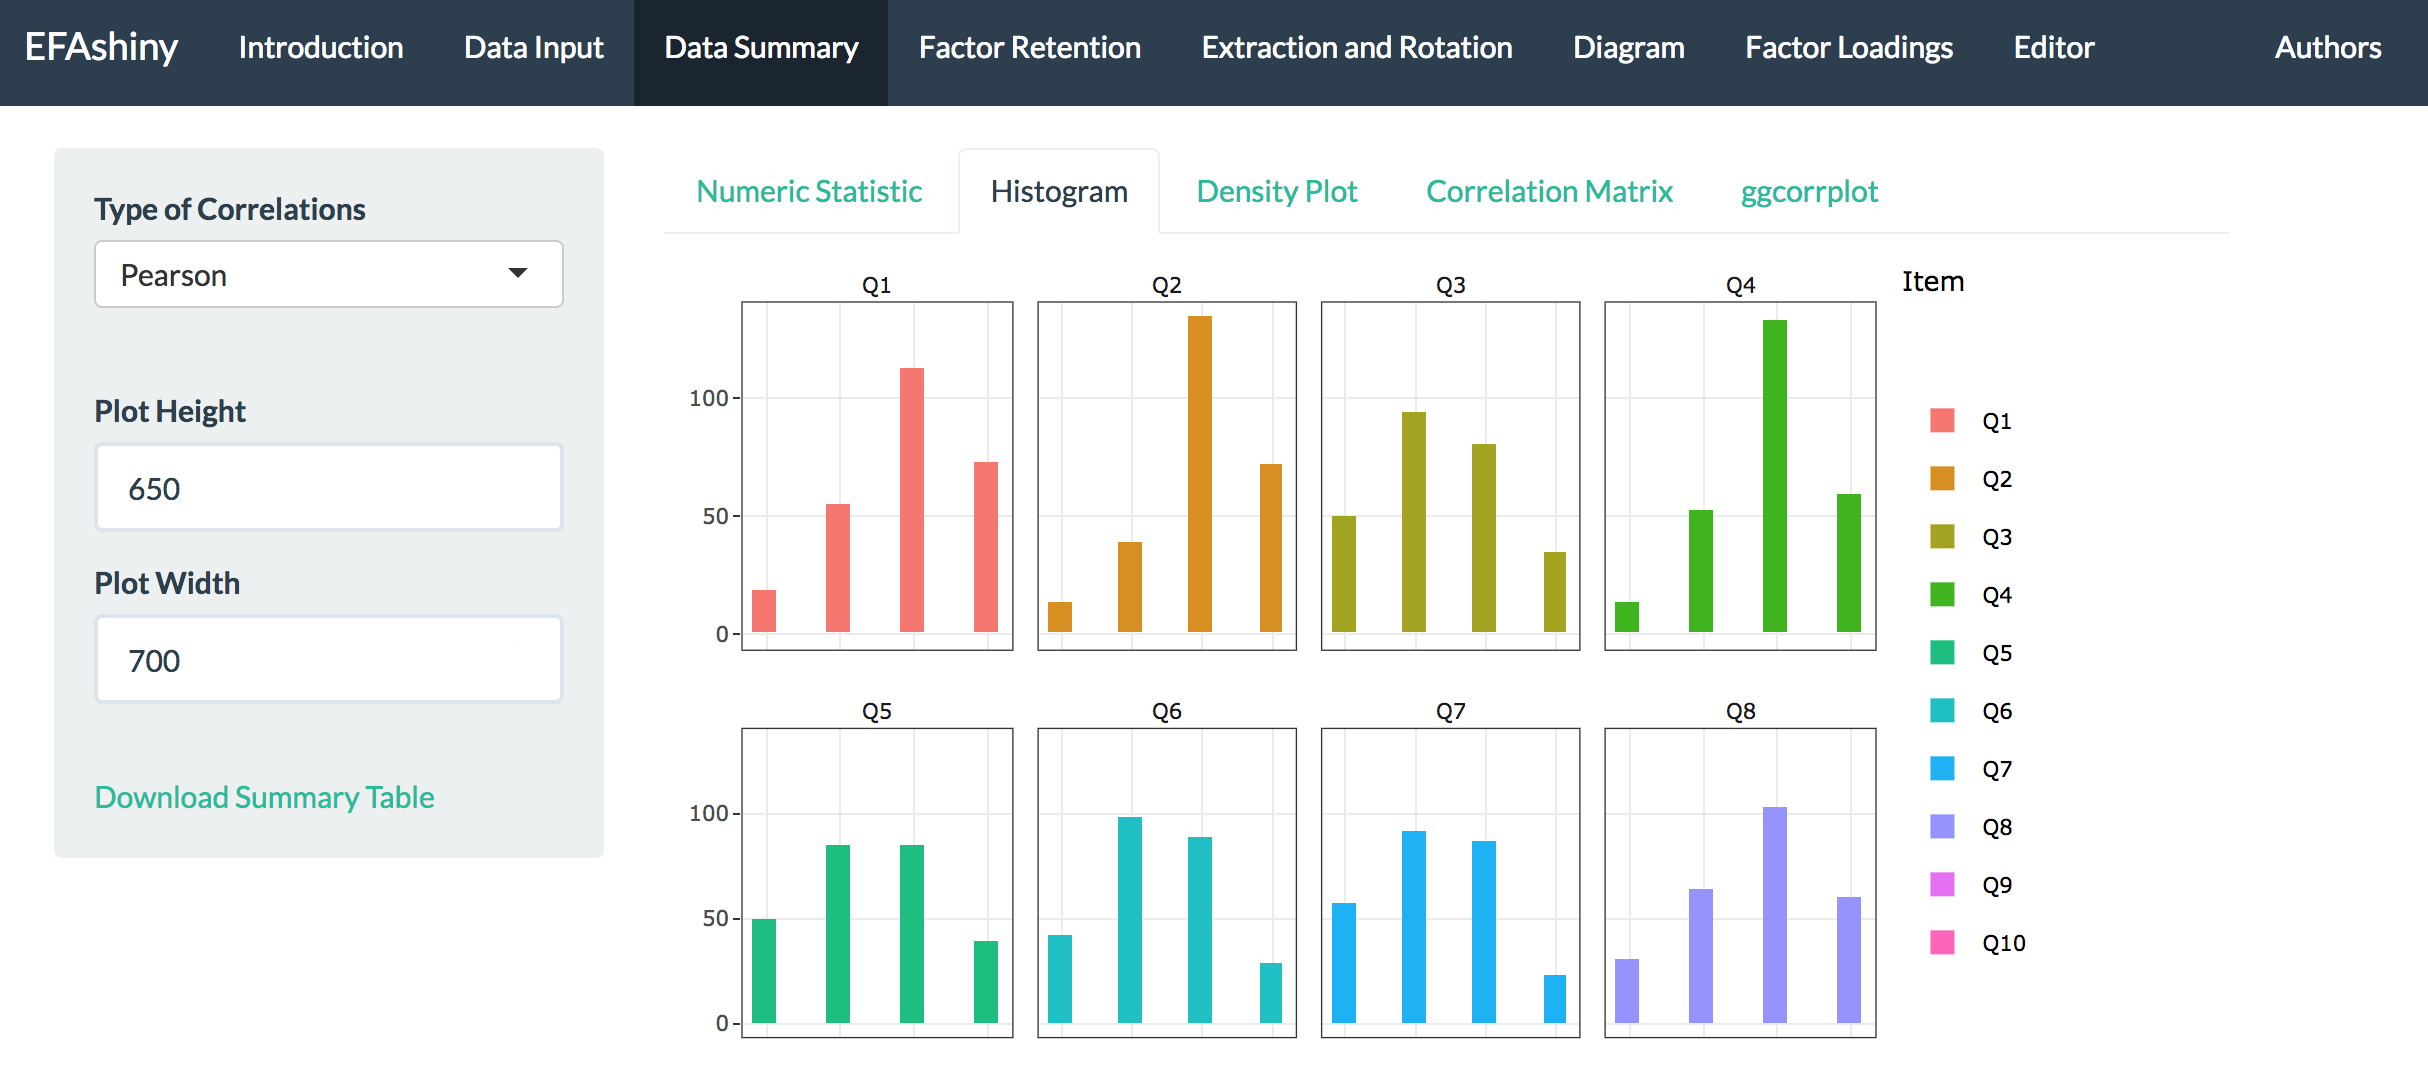 EFAshiny Introduction Data Input Data Summary Factor Retention Extraction and Rotation Diagram Factor Loadings Editor Authors
Type of Correlations
Pearson
Plot Height
650
Plot Width
700
Download Summary Table
Numeric Statistic Histogram Density Plot Correlation Matrix ggcorrplot
Q1 Q2 Q3 Q4
100
50
0
Q5 Q6 Q7 Q8
100
50
0
Item
Q1
Q2
Q3
Q4
Q5
Q6
Q7
Q8
Q9
Q10